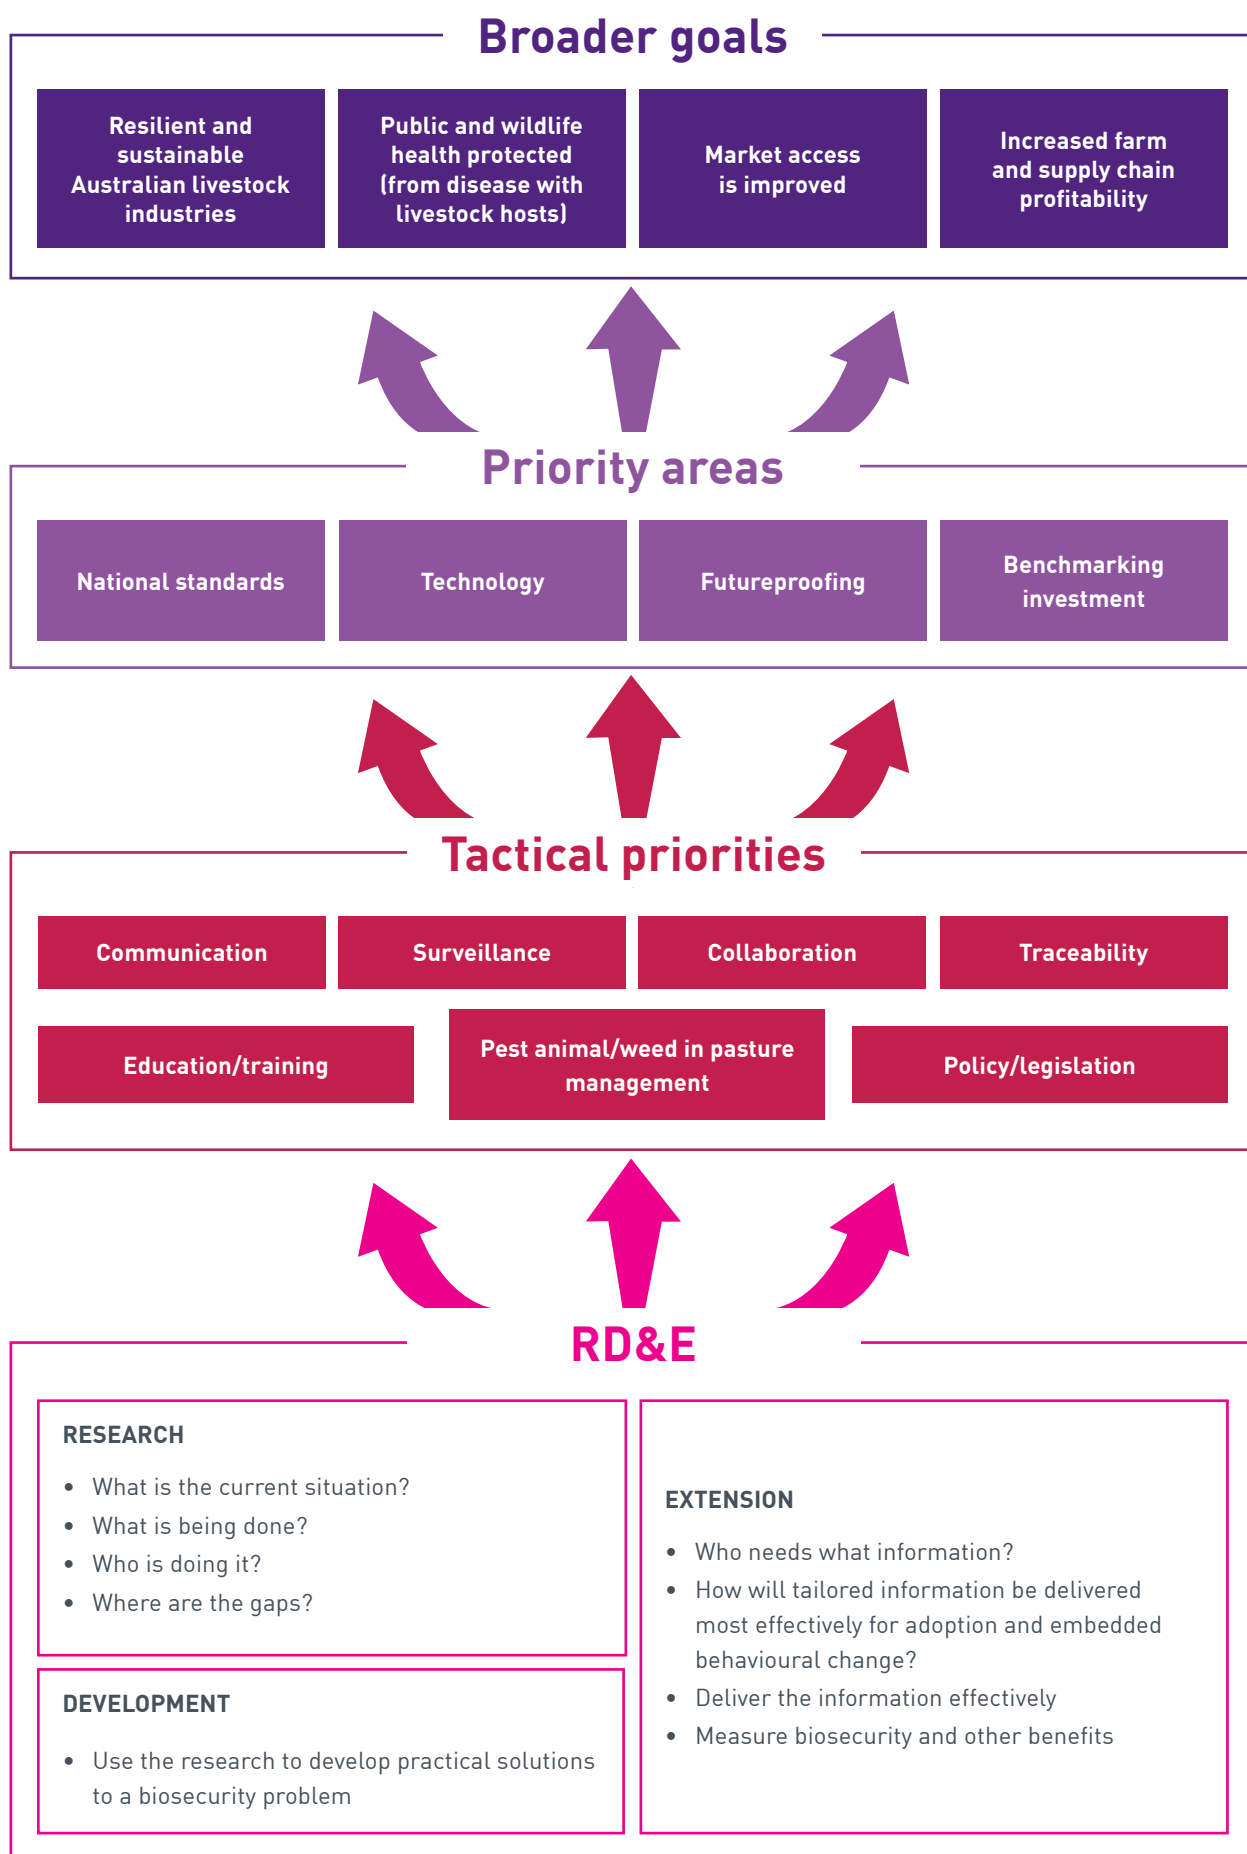 Broader goals
Resilient and
sustainable
Australian livestock
industries
Public and wildlife
health protected
(from disease with
livestock hosts)
Market access
is improved
Increased farm
and supply chain
profitability
Priority areas
National standards
Technology
Futureproofing
Benchmarking
investment
Tactical priorities
Communication
Surveillance
Collaboration
Traceability
Education/training
Pest animal/weed in pasture
management
Policy/legislation
RD&E
RESEARCH
• What is the current situation?
• What is being done?
• Who is doing it?
• Where are the gaps?
DEVELOPMENT
• Use the research to develop practical solutions
to a biosecurity problem
EXTENSION
• Who needs what information?
• How will tailored information be delivered
most effectively for adoption and embedded
behavioural change?
• Deliver the information effectively
• Measure biosecurity and other benefits